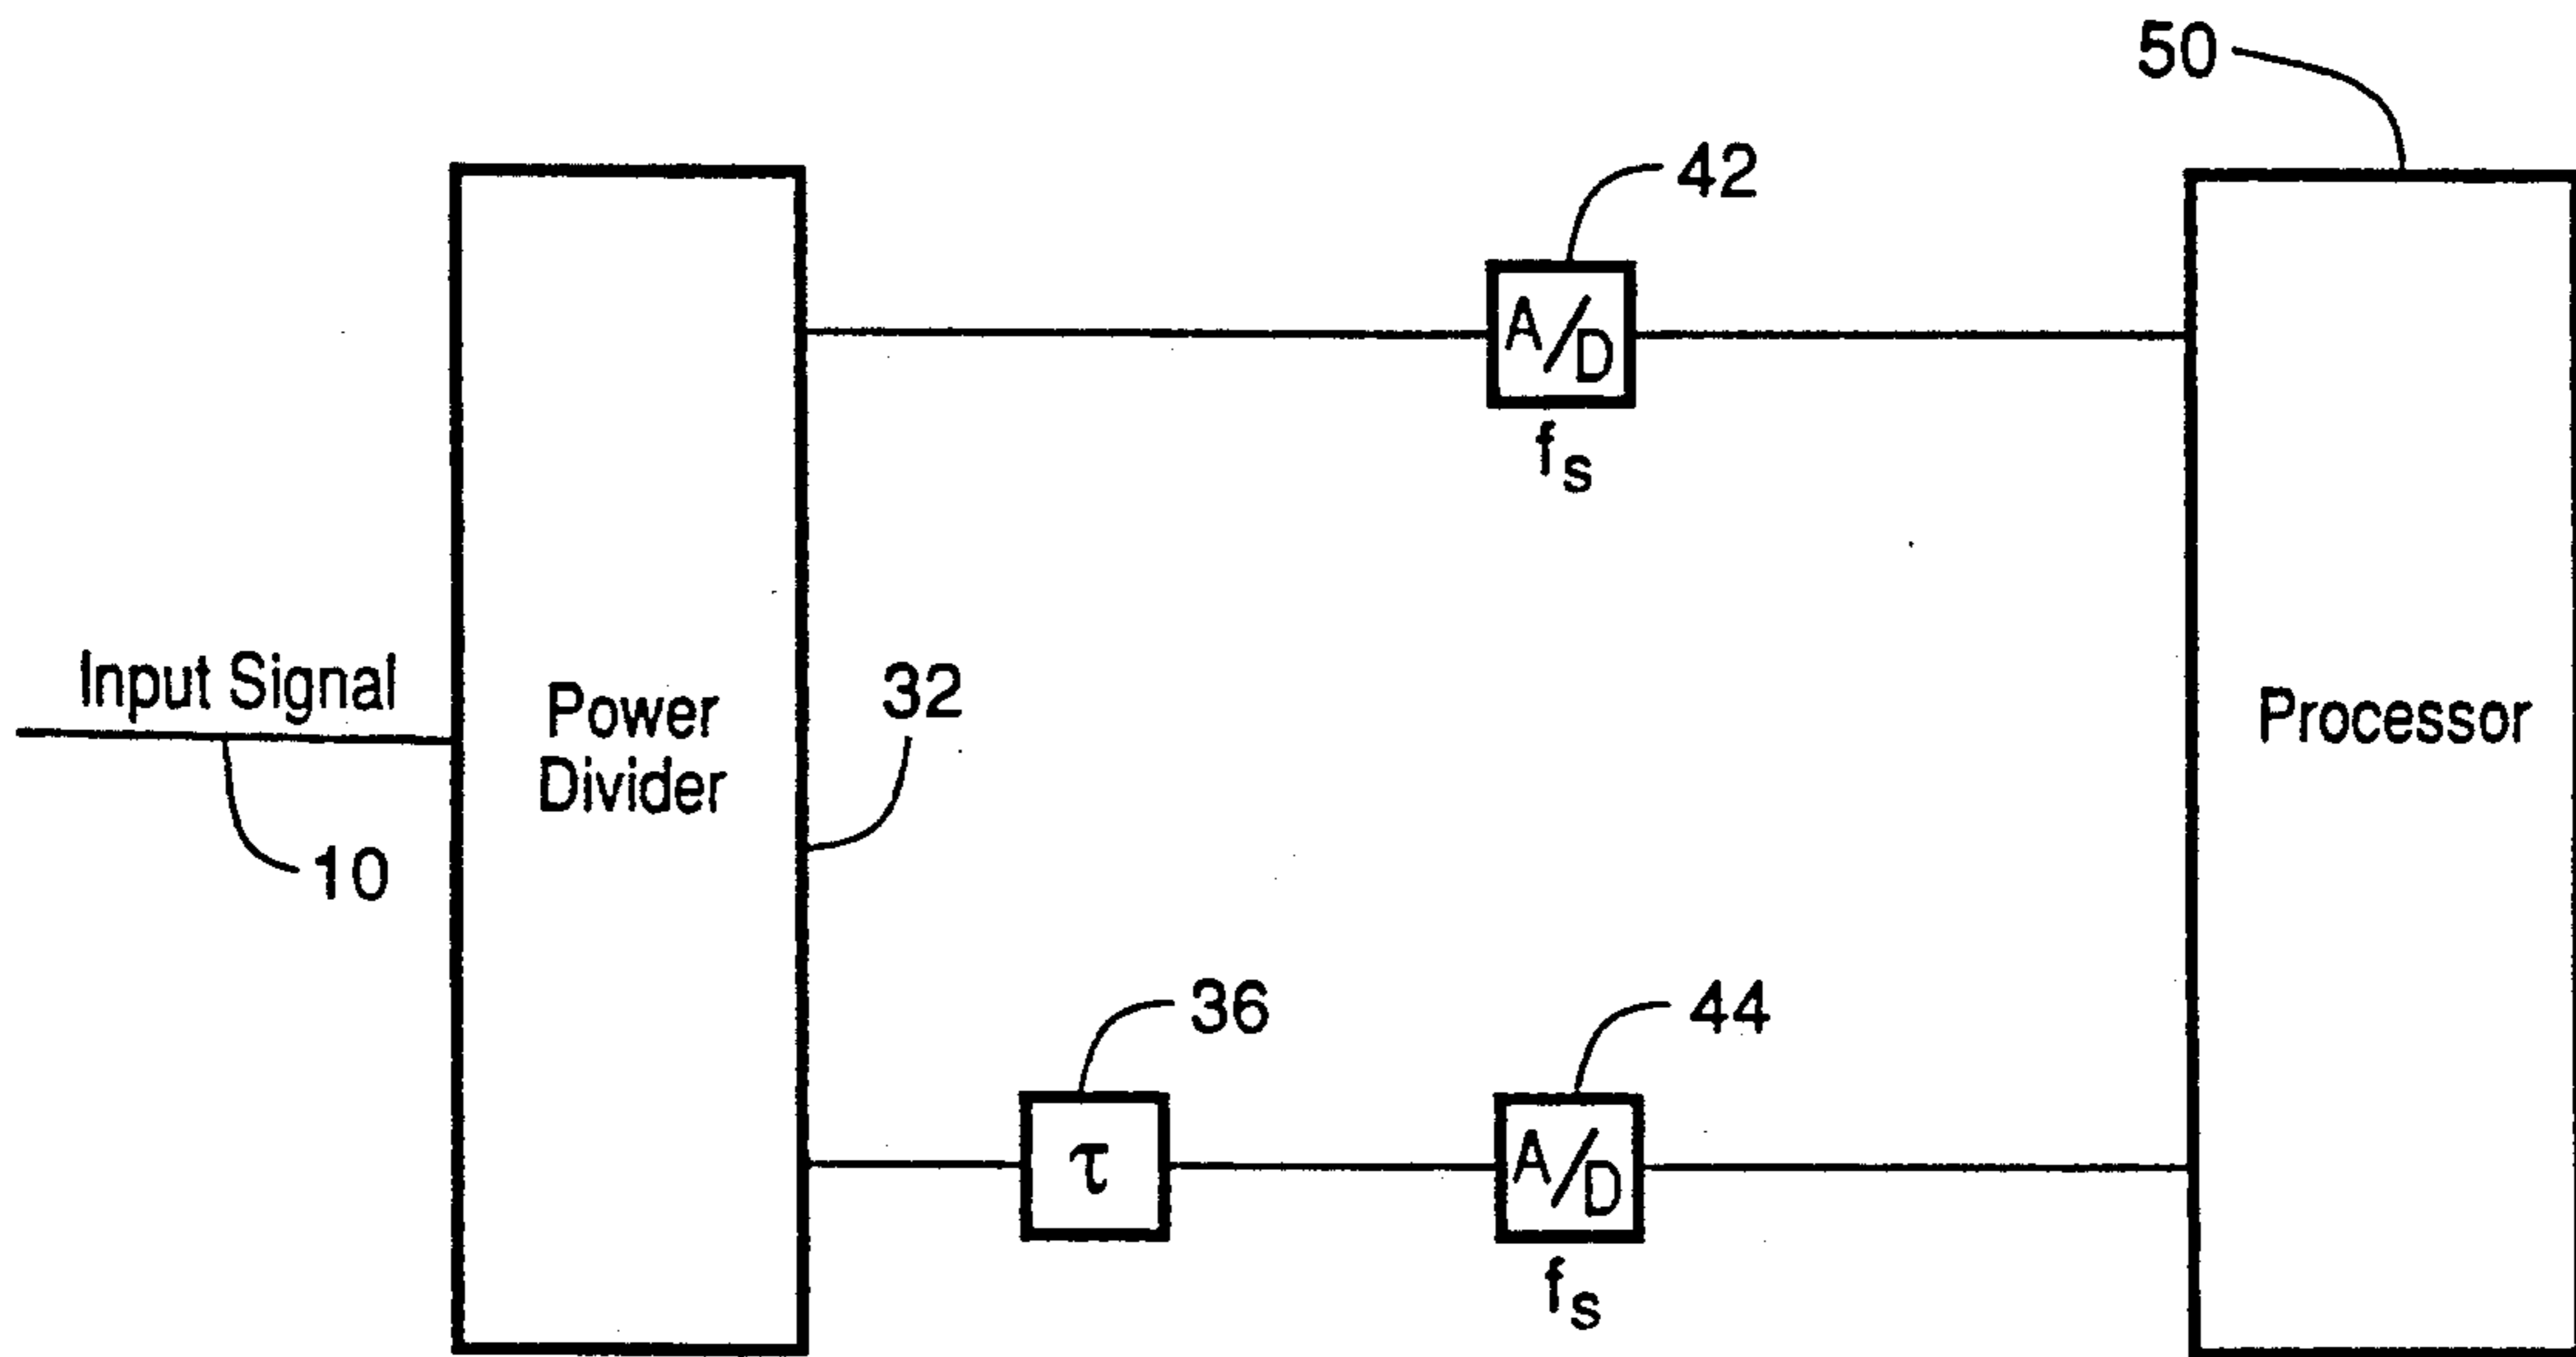 50
42
A/D
fs
Input Signal
10
Power
Divider
32
Processor
36
τ
44
A/D
fs